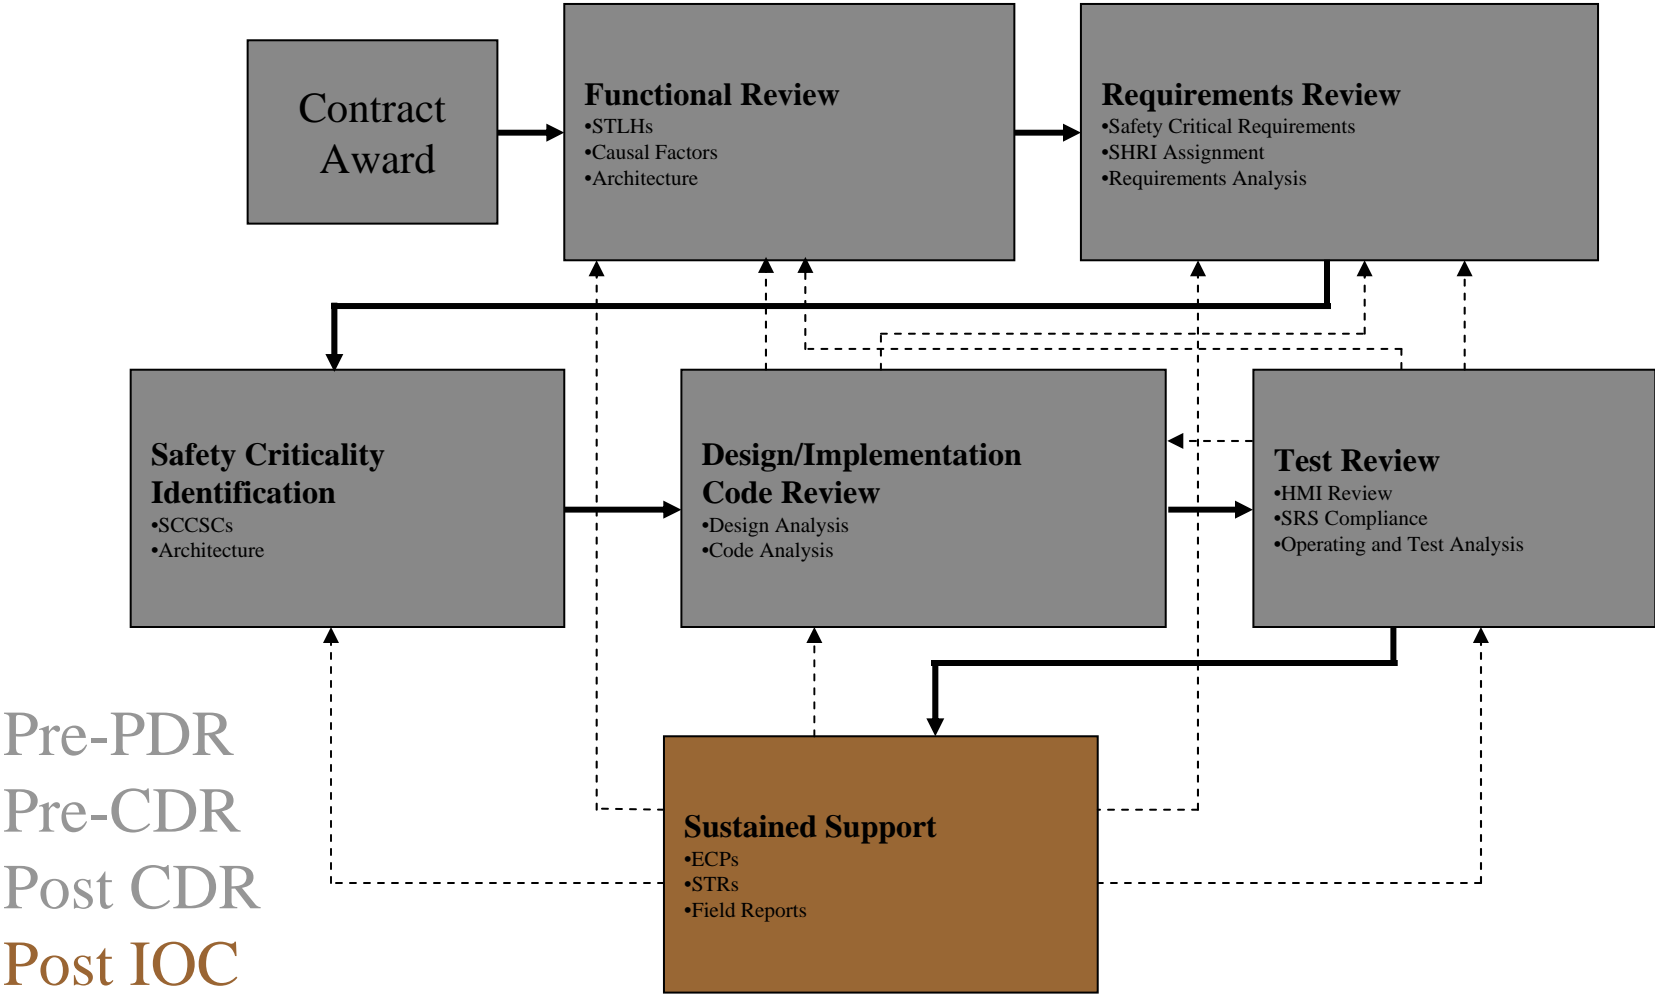 Contract
Award
Functional Review
•STLHs
•Causal Factors
•Architecture
Requirements Review
•Safety Critical Requirements
•SHRI Assignment
•Requirements Analysis
Safety Criticality
Identification
•SCCSCs
•Architecture
Design/Implementation
Code Review
•Design Analysis
•Code Analysis
Test Review
•HMI Review
•SRS Compliance
•Operating and Test Analysis
Sustained Support
•ECPs
•STRs
•Field Reports
Pre-PDR
Pre-CDR
Post CDR
Post IOC